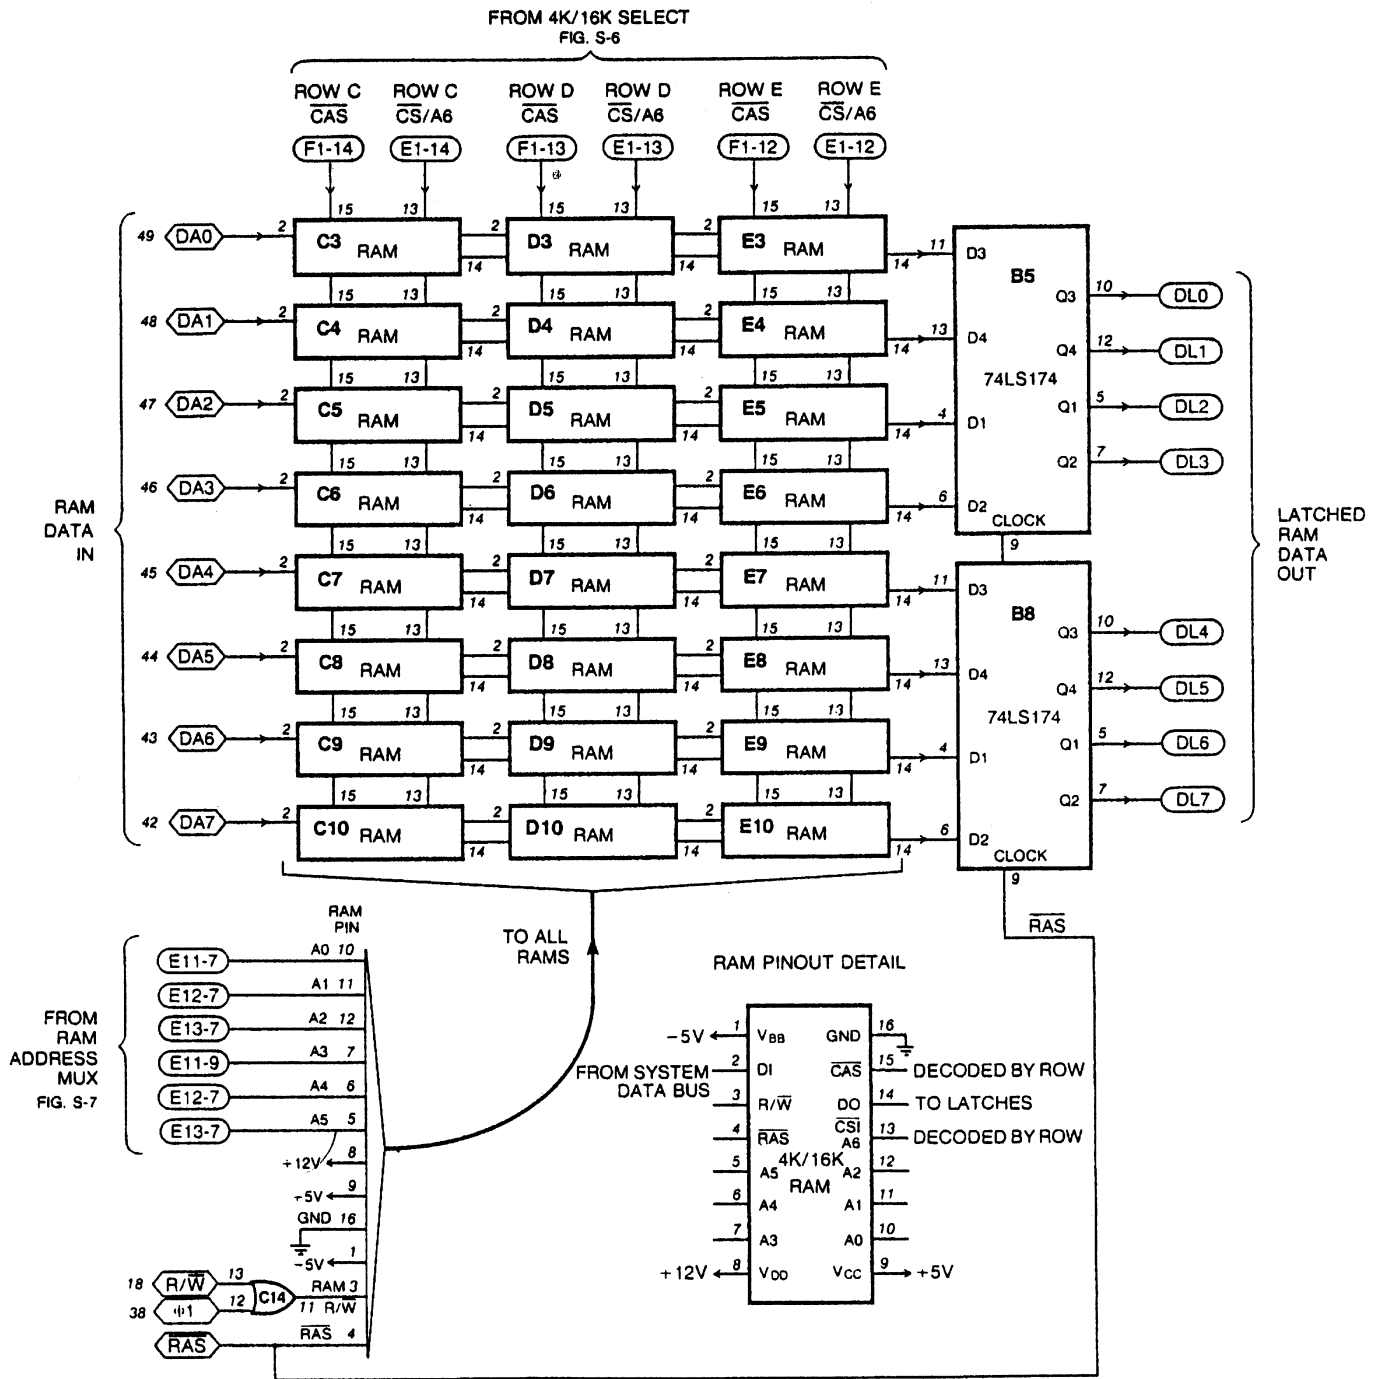 FROM 4K/16K SELECT
FIG. S-6
ROW C ROW C ROW D ROW D ROW E ROW E
CAS CS/A6 CAS CS/A6 CAS CS/A6
F1-14 E1-14 F1-13 E1-13 F1-12 E1-12
15 13 15 13 15 13
49 DA0 2 C3 RAM 2 14 D3 RAM 2 14 E3 RAM 14 11 D3
15 13 15 13 15 13
48 DA1 2 C4 RAM 2 14 D4 RAM 2 14 E4 RAM 14 13 D4
15 13 15 13 15 13
47 DA2 2 C5 RAM 2 14 D5 RAM 2 14 E5 RAM 14 4 D1
15 13 15 13 15 13
46 DA3 2 C6 RAM 2 14 D6 RAM 2 14 E6 RAM 14 6 D2
15 13 15 13 15 13
45 DA4 2 C7 RAM 2 14 D7 RAM 2 14 E7 RAM 14 11 D3
15 13 15 13 15 13
44 DA5 2 C8 RAM 2 14 D8 RAM 2 14 E8 RAM 14 13 D4
15 13 15 13 15 13
43 DA6 2 C9 RAM 2 14 D9 RAM 2 14 E9 RAM 14 4 D1
15 13 15 13 15 13
42 DA7 2 C10 RAM 2 14 D10 RAM 2 14 E10 RAM 14 6 D2
RAM
DATA
IN
B5
74LS174
Q3 10 DL0
Q4 12 DL1
Q1 5 DL2
Q2 7 DL3
CLOCK
9
B8
74LS174
Q3 10 DL4
Q4 12 DL5
Q1 5 DL6
Q2 7 DL7
CLOCK
9
RAS
LATCHED
RAM
DATA
OUT
RAM
PIN
FROM
RAM
ADDRESS
MUX
FIG. S-7
E11-7 A0 10
E12-7 A1 11
E13-7 A2 12
E11-9 A3 7
E12-7 A4 6
E13-7 A5 5
+12V 8
+5V 9
GND 16
-5V 1
18 R/W 13
38 Φ1 12
C14 11
RAM 3
R/W
RAS RAS 4
TO ALL
RAMS
RAM PINOUT DETAIL
-5V 1 VBB GND 16
FROM SYSTEM
DATA BUS
2 DI CAS 15 DECODED BY ROW
3 R/W DO 14 TO LATCHES
4 RAS CSI A6 13 DECODED BY ROW
4K/16K
RAM
5 A5 A2 12
6 A4 A1 11
7 A3 A0 10
+12V 8 VDD VCC 9 +5V